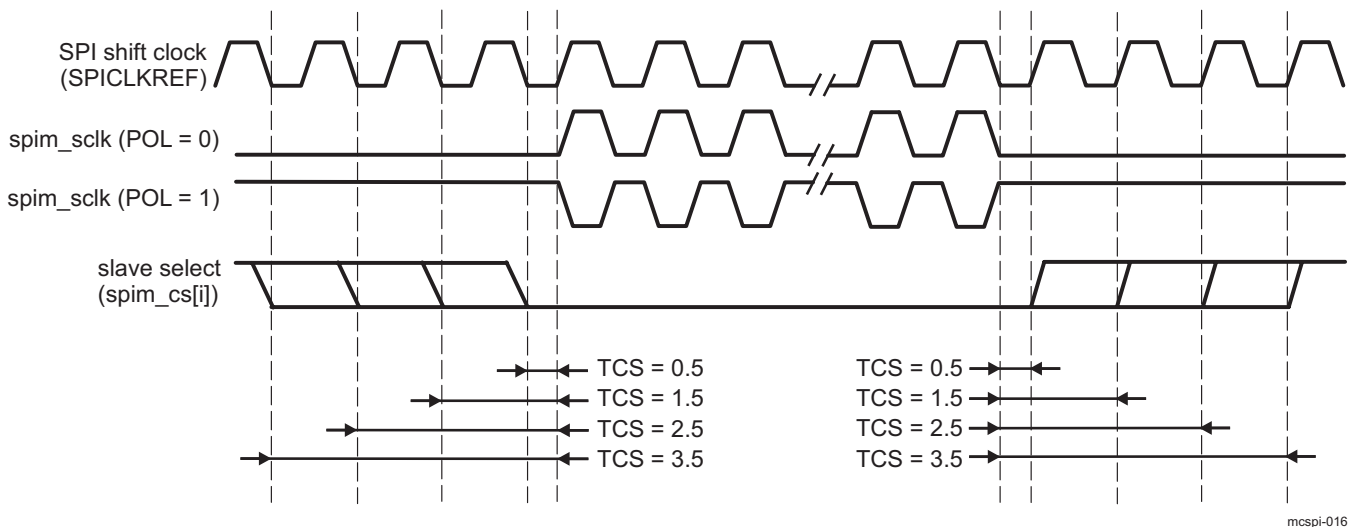 SPI shift clock
(SPICLKREF)
spim_sclk (POL = 0)
spim_sclk (POL = 1)
slave select
(spim_cs[i])
TCS = 0.5
TCS = 1.5
TCS = 2.5
TCS = 3.5
TCS = 0.5
TCS = 1.5
TCS = 2.5
TCS = 3.5
mcspi-016